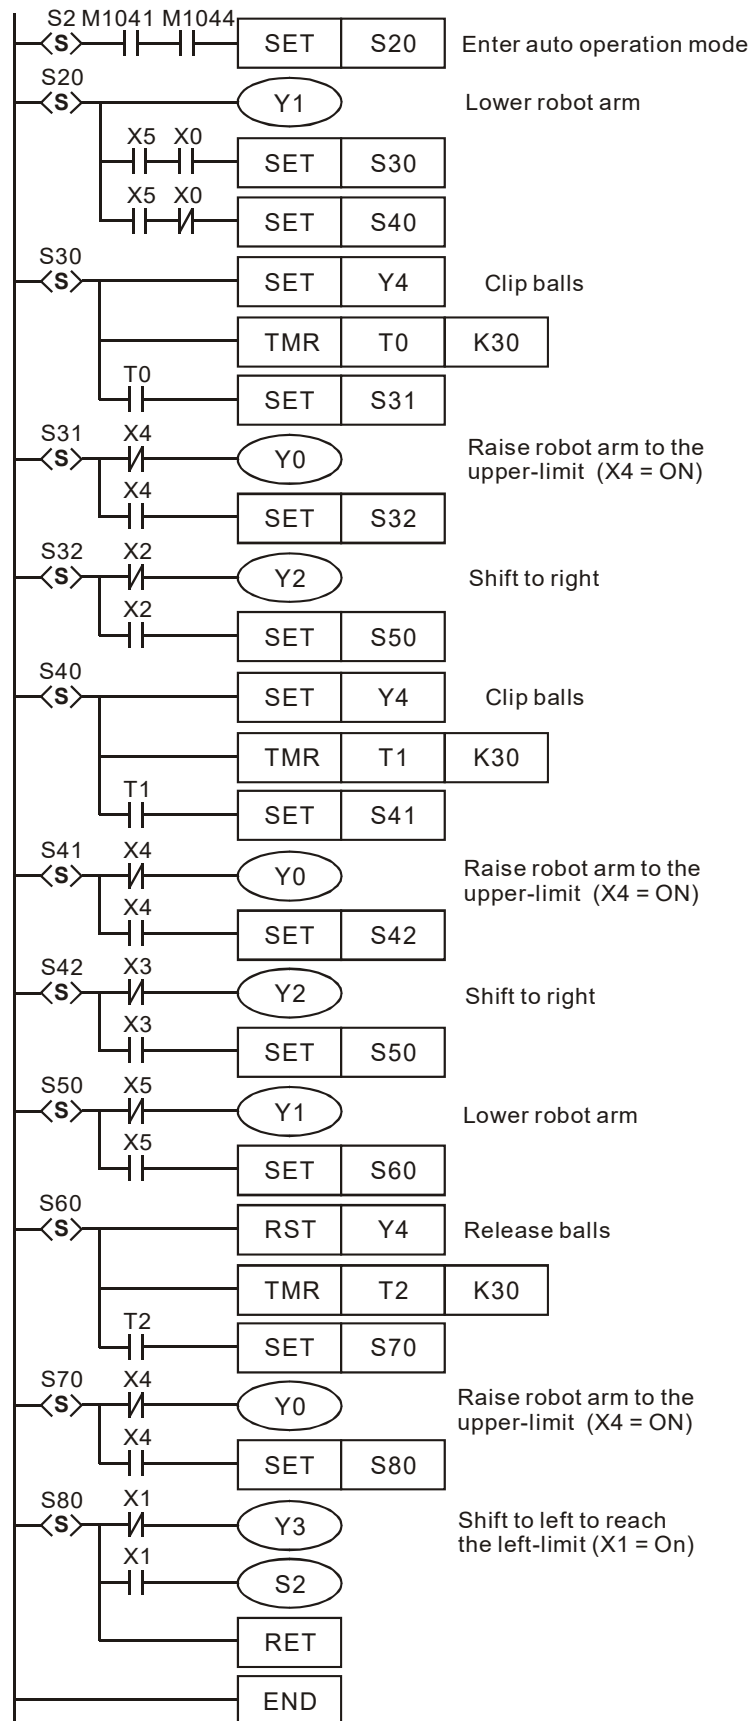 S2 M1041 M1044
S SET S20 Enter auto operation mode
S20
S Y1 Lower robot arm
X5 X0
SET S30
X5 X0
SET S40
S30
S SET Y4 Clip balls
TMR T0 K30
T0
SET S31
S31 X4
S Y0 Raise robot arm to the
upper-limit (X4 = ON)
X4
SET S32
S32 X2
S Y2 Shift to right
X2
SET S50
S40
S SET Y4 Clip balls
TMR T1 K30
T1
SET S41
S41 X4
S Y0 Raise robot arm to the
upper-limit (X4 = ON)
X4
SET S42
S42 X3
S Y2 Shift to right
X3
SET S50
S50 X5
S Y1 Lower robot arm
X5
SET S60
S60
S RST Y4 Release balls
TMR T2 K30
T2
SET S70
S70 X4
S Y0 Raise robot arm to the
upper-limit (X4 = ON)
X4
SET S80
S80 X1
S Y3 Shift to left to reach
the left-limit (X1 = On)
X1
S2
RET
END